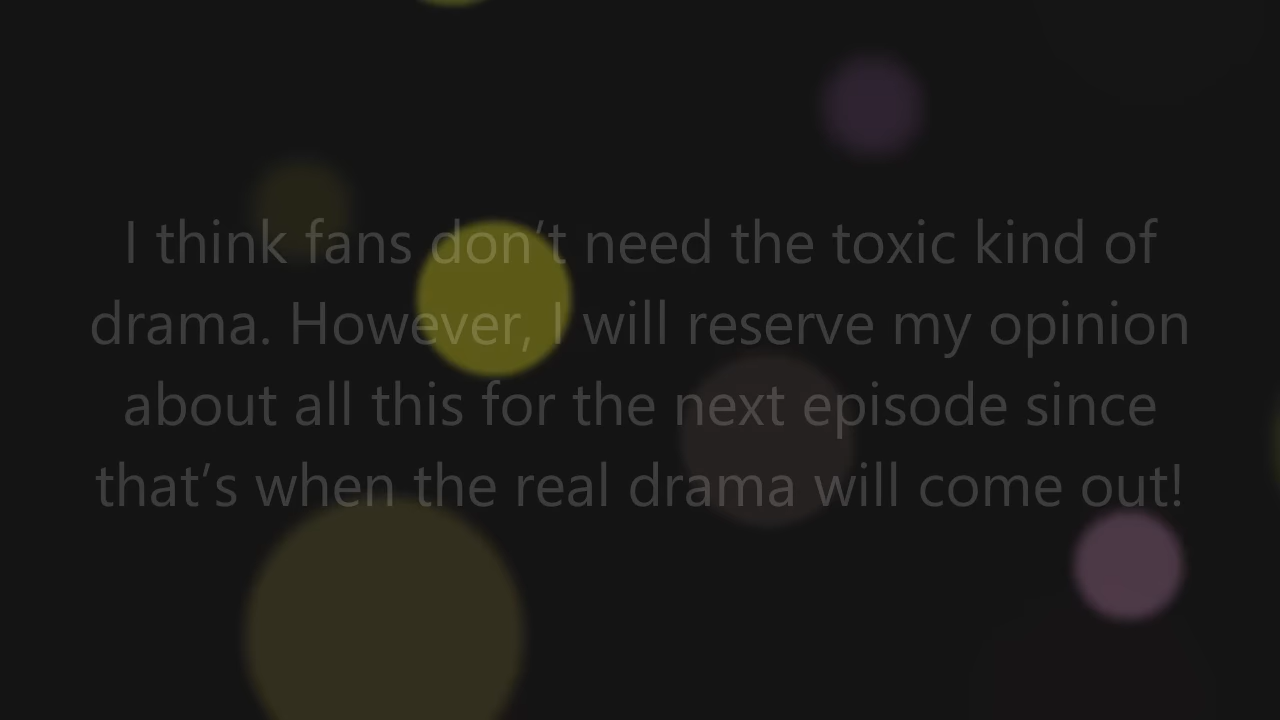 I think fans don’t need the toxic kind of
drama. However, I will reserve my opinion
about all this for the next episode since
that’s when the real drama will come out!